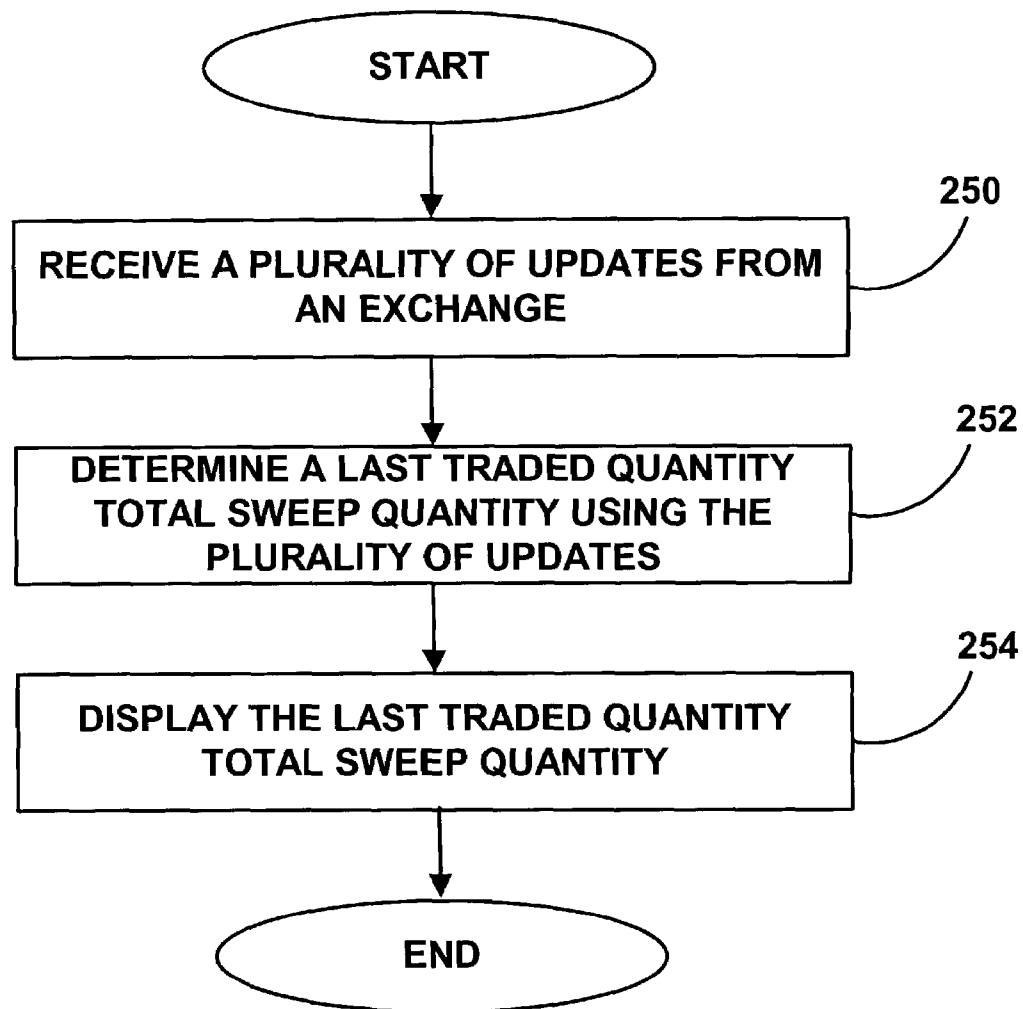 START
250
RECEIVE A PLURALITY OF UPDATES FROM
AN EXCHANGE
252
DETERMINE A LAST TRADED QUANTITY
TOTAL SWEEP QUANTITY USING THE
PLURALITY OF UPDATES
254
DISPLAY THE LAST TRADED QUANTITY
TOTAL SWEEP QUANTITY
END